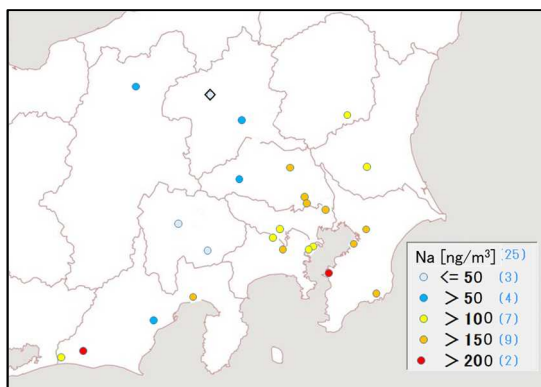 Na [ng/m³] (25)
<= 50 (3)
> 50 (4)
> 100 (7)
> 150 (9)
> 200 (2)